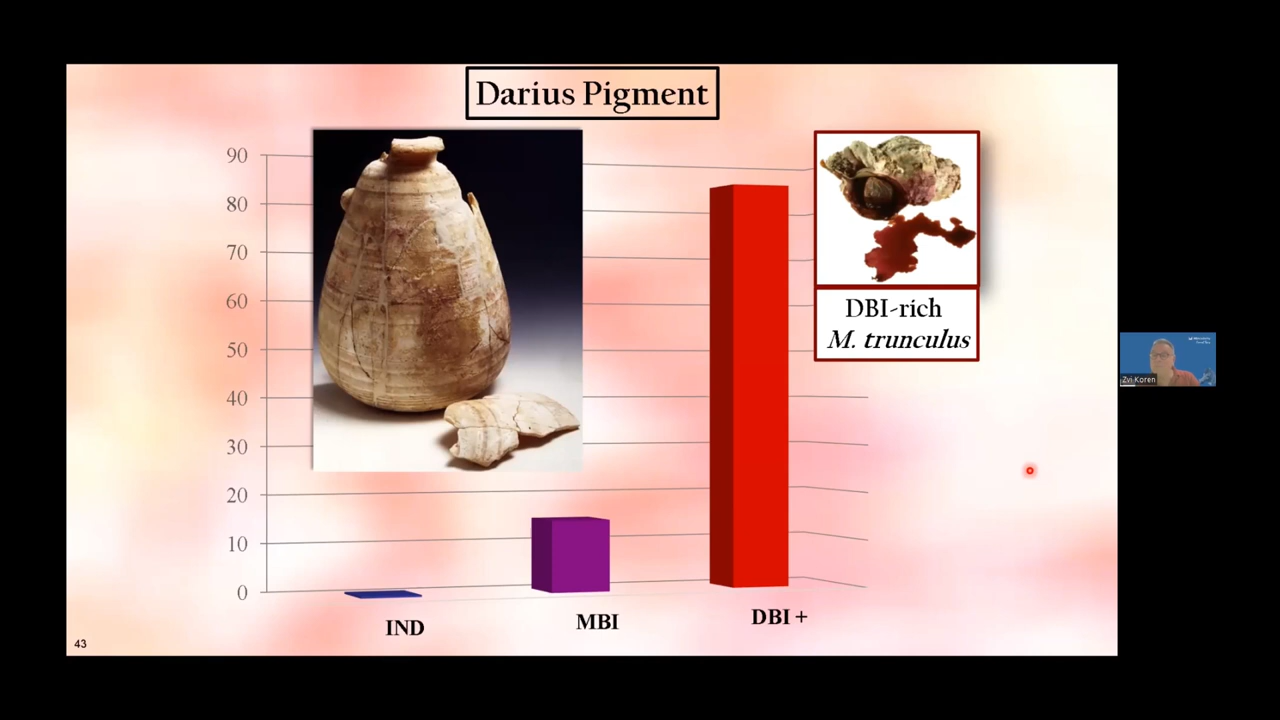 Darius Pigment
90
80
70
60
50
40
30
20
10
0
IND
MBI
DBI +
DBI-rich
M. trunculus
43
Zvi Koren